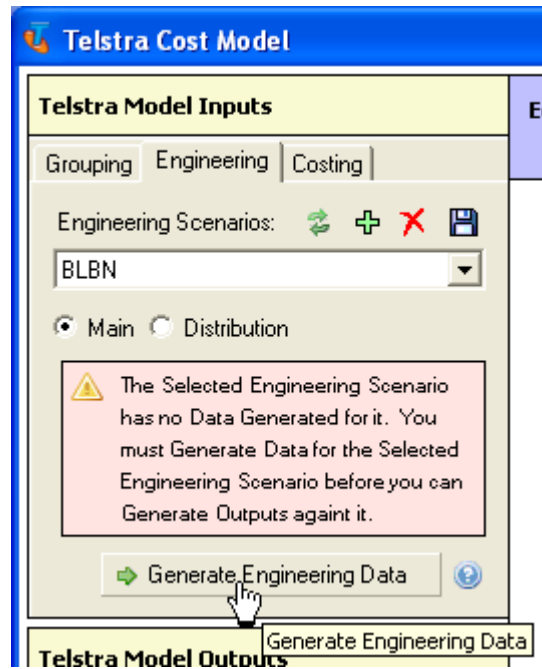 Telstra Cost Model
Telstra Model Inputs
E
Grouping Engineering Costing
Engineering Scenarios:
BLBN
Main Distribution
The Selected Engineering Scenario
has no Data Generated for it. You
must Generate Data for the Selected
Engineering Scenario before you can
Generate Outputs againt it.
Generate Engineering Data
Generate Engineering Data
Telstra Model Outputs